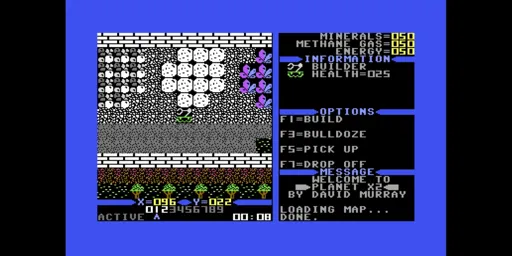 MINERALS=050
METHANE GAS=050
ENERGY=050
INFORMATION
BUILDER
HEALTH=025
OPTIONS
F1=BUILD
F3=BULLDOZE
F5=PICK UP
F7=DROP OFF
MESSAGE
WELCOME TO
PLANET X2
BY DAVID MURRAY
LOADING MAP...
DONE.
X=096 Y=022
0123456789
ACTIVE 00:08